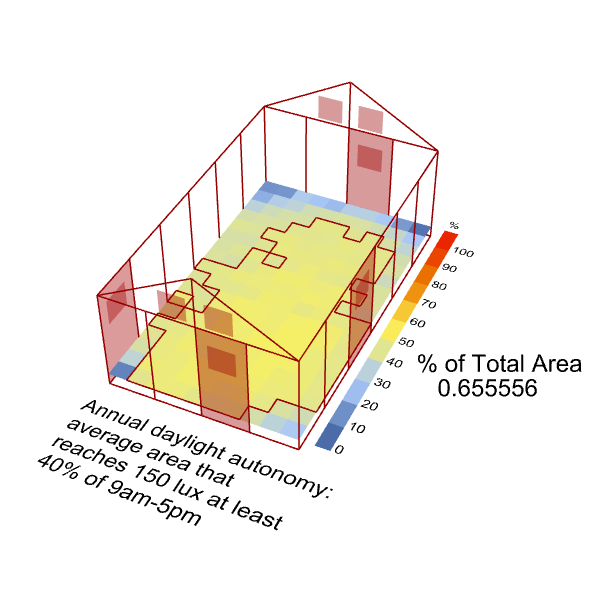 %
100
90
80
70
60
50
40
30
20
10
0
% of Total Area
0.655556
Annual daylight autonomy:
average area that
reaches 150 lux at least
40% of 9am-5pm